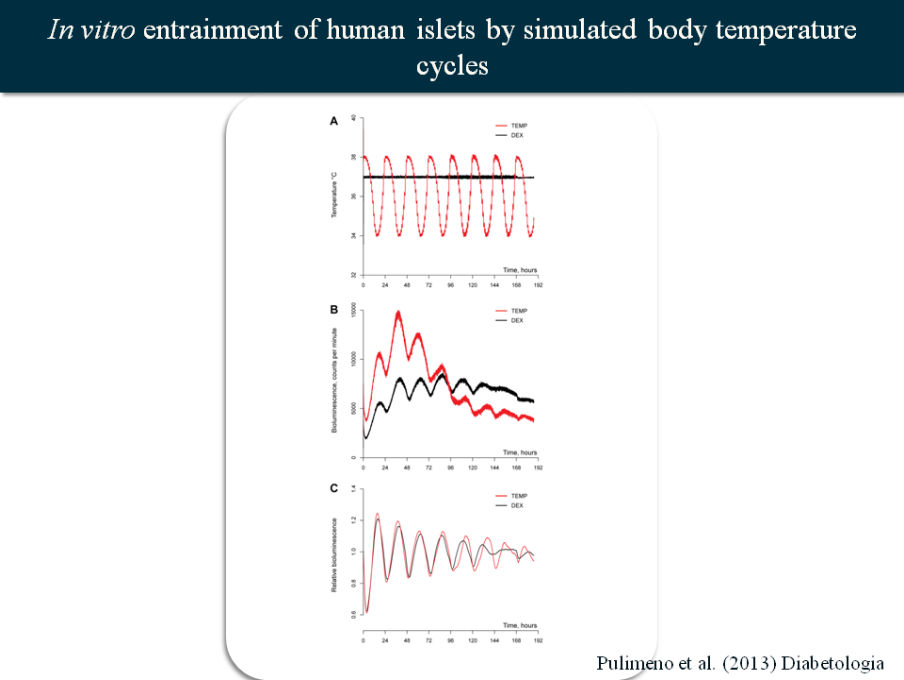 In vitro entrainment of human islets by simulated body temperature
cycles
A
TEMP
DEX
Temperature °C
40
38
36
34
32
Time, hours
0 24 48 72 96 120 144 168 192
B
TEMP
DEX
Bioluminescence, counts per minute
15000
10000
5000
0
Time, hours
0 24 48 72 96 120 144 168 192
C
TEMP
DEX
Relative bioluminescence
1.4
1.2
1.0
0.8
0.6
Time, hours
0 24 48 72 96 120 144 168 192
Pulimeno et al. (2013) Diabetologia